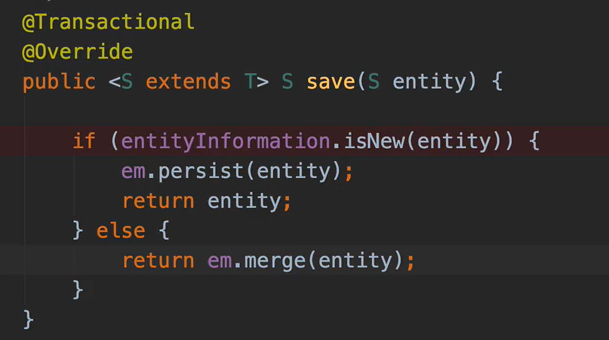 @Transactional
@Override
public <S extends T> S save(S entity) {
if (entityInformation.isNew(entity)) {
em.persist(entity);
return entity;
} else {
return em.merge(entity);
}
}